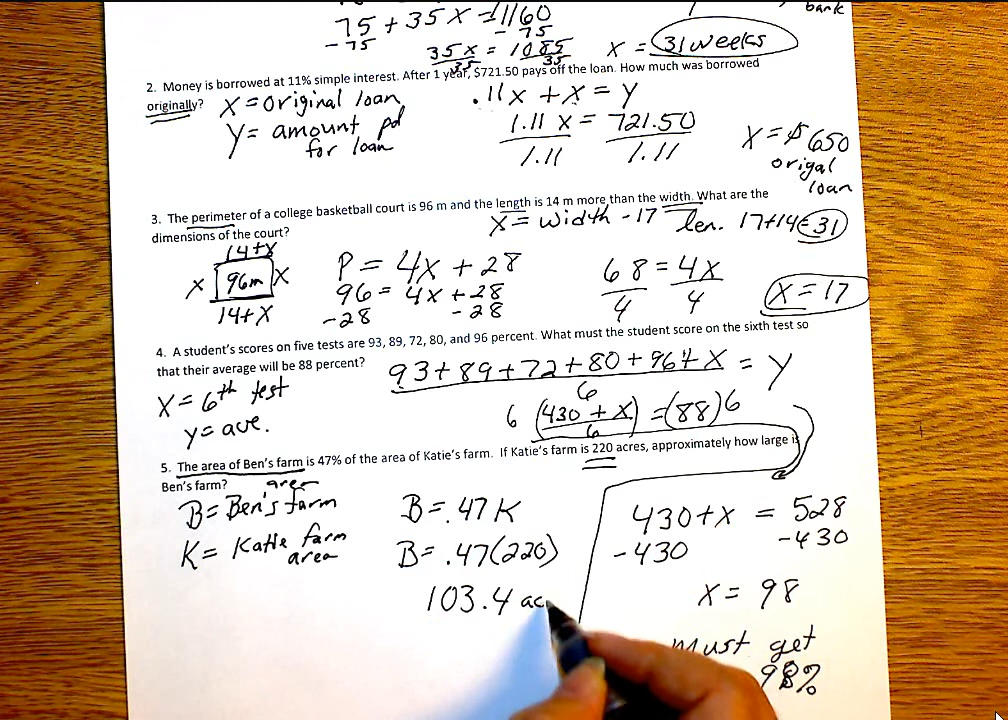 bank
75 + 35x = 1160
-75 -75
35x = 1085 x = 31 weeks
35 35
2. Money is borrowed at 11% simple interest. After 1 year, $721.50 pays off the loan. How much was borrowed
originally?
x = original loan
y = amount pd
for loan
.11x + x = y
1.11 x = 721.50
1.11 1.11
x = $650
origal
loan
3. The perimeter of a college basketball court is 96 m and the length is 14 m more than the width. What are the
dimensions of the court?
x = width - 17 len. 17+14 = 31
14+x
x 96m x
14+x
P = 4x + 28
96 = 4x + 28
-28 -28
68 = 4x
4 4
x = 17
4. A student's scores on five tests are 93, 89, 72, 80, and 96 percent. What must the student score on the sixth test so
that their average will be 88 percent?
x = 6th test
y = ave.
93+89+72+80+96+x = y
6
6 (430 + x) = (88)6
6
5. The area of Ben's farm is 47% of the area of Katie's farm. If Katie's farm is 220 acres, approximately how large is
Ben's farm?
area
B = Ben's farm
K = Katie farm
area
B = .47K
B = .47(220)
103.4 ac
430+x = 528
-430 -430
x = 98
must get
98%